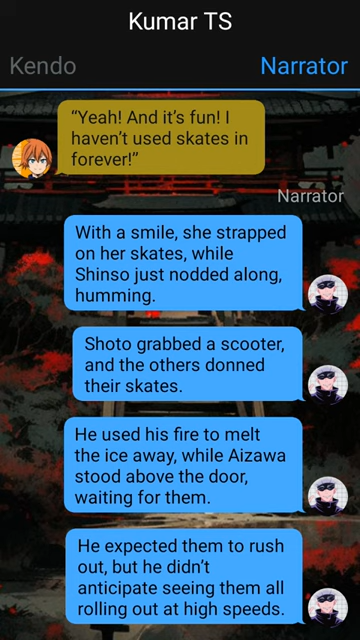 Kumar TS
Kendo
Narrator
“Yeah! And it’s fun! I
haven’t used skates in
forever!”
Narrator
With a smile, she strapped
on her skates, while
Shinso just nodded along,
humming.
Shoto grabbed a scooter,
and the others donned
their skates.
He used his fire to melt
the ice away, while Aizawa
stood above the door,
waiting for them.
He expected them to rush
out, but he didn’t
anticipate seeing them all
rolling out at high speeds.